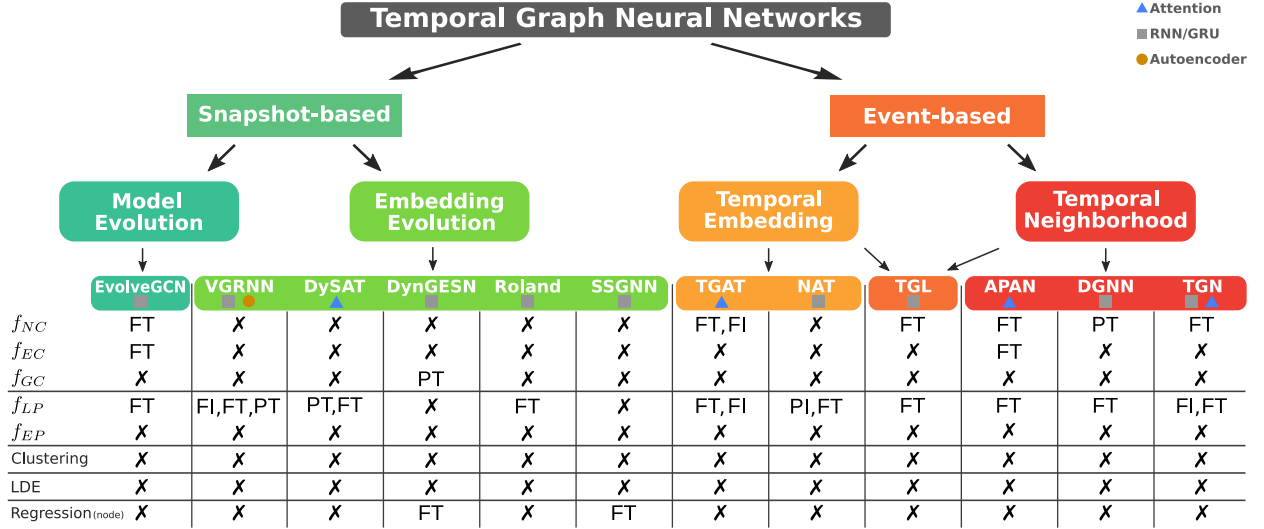 Temporal Graph Neural Networks
Attention
RNN/GRU
Autoencoder
Snapshot-based
Event-based
Model
Evolution
Embedding
Evolution
Temporal
Embedding
Temporal
Neighborhood
EvolveGCN VGRNN DySAT DynGESN Roland SSGNN TGAT NAT TGL APAN DGNN TGN
f_NC FT ✗ ✗ ✗ ✗ ✗ FT,FI ✗ FT FT PT FT
f_EC FT ✗ ✗ ✗ ✗ ✗ ✗ ✗ ✗ FT ✗ ✗
f_GC ✗ ✗ ✗ PT ✗ ✗ ✗ ✗ ✗ ✗ ✗ ✗
f_LP FT FI,FT,PT PT,FT ✗ FT ✗ FT,FI PI,FT FT FT FT FI,FT
f_EP ✗ ✗ ✗ ✗ ✗ ✗ ✗ ✗ ✗ ✗ ✗ ✗
Clustering ✗ ✗ ✗ ✗ ✗ ✗ ✗ ✗ ✗ ✗ ✗ ✗
LDE ✗ ✗ ✗ ✗ ✗ ✗ ✗ ✗ ✗ ✗ ✗ ✗
Regression(node) ✗ ✗ ✗ FT ✗ FT ✗ ✗ ✗ ✗ ✗ ✗